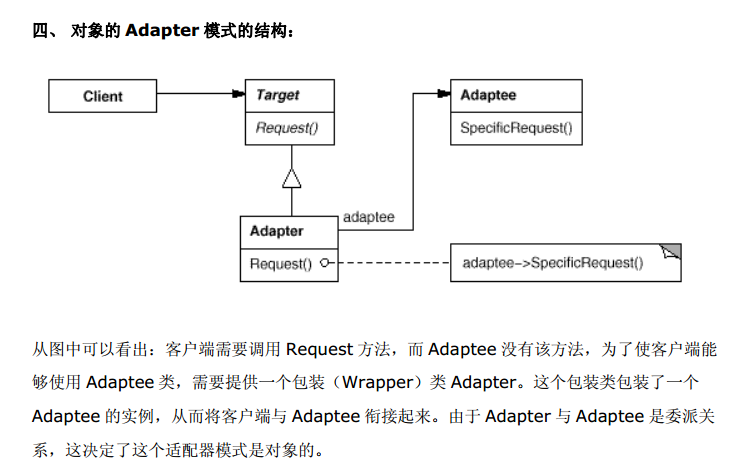 四、 对象的 Adapter 模式的结构：
Client
Target
Request()
Adaptee
SpecificRequest()
adaptee
Adapter
Request()
adaptee->SpecificRequest()
从图中可以看出：客户端需要调用 Request 方法，而 Adaptee 没有该方法，为了使客户端能
够使用 Adaptee 类，需要提供一个包装（Wrapper）类 Adapter。这个包装类包装了一个
Adaptee 的实例，从而将客户端与 Adaptee 衔接起来。由于 Adapter 与 Adaptee 是委派关
系，这决定了这个适配器模式是对象的。